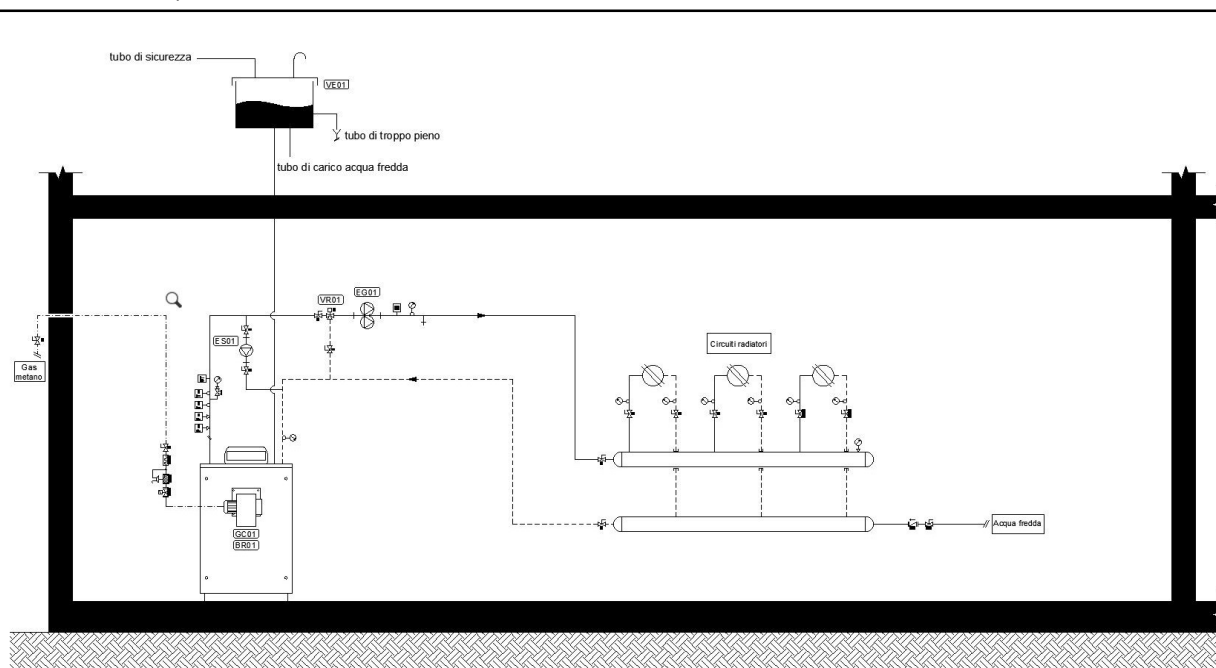 tubo di sicurezza
VE01
tubo di troppo pieno
tubo di carico acqua fredda
VR01
EG01
ES01
Circuiti radiatori
Gas
metano
GC01
BR01
Acqua fredda